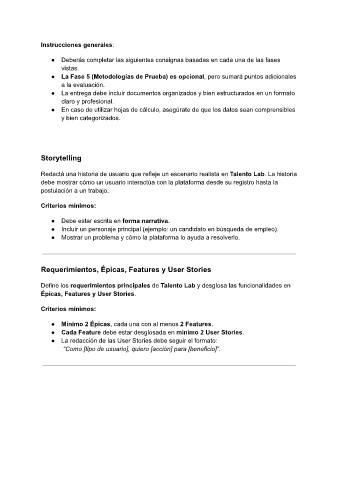 Instrucciones generales:
● Deberás completar las siguientes consignas basadas en cada una de las fases
vistas.
● La Fase 5 (Metodologías de Prueba) es opcional, pero sumará puntos adicionales
a la evaluación.
● La entrega debe incluir documentos organizados y bien estructurados en un formato
claro y profesional.
● En caso de utilizar hojas de cálculo, asegúrate de que los datos sean comprensibles
y bien categorizados.
Storytelling
Redactá una historia de usuario que refleje un escenario realista en Talento Lab. La historia
debe mostrar cómo un usuario interactúa con la plataforma desde su registro hasta la
postulación a un trabajo.
Criterios mínimos:
● Debe estar escrita en forma narrativa.
● Incluir un personaje principal (ejemplo: un candidato en búsqueda de empleo).
● Mostrar un problema y cómo la plataforma lo ayuda a resolverlo.
Requerimientos, Épicas, Features y User Stories
Define los requerimientos principales de Talento Lab y desglosa las funcionalidades en
Épicas, Features y User Stories.
Criterios mínimos:
● Mínimo 2 Épicas, cada una con al menos 2 Features.
● Cada Feature debe estar desglosada en mínimo 2 User Stories.
● La redacción de las User Stories debe seguir el formato:
"Como [tipo de usuario], quiero [acción] para [beneficio]".